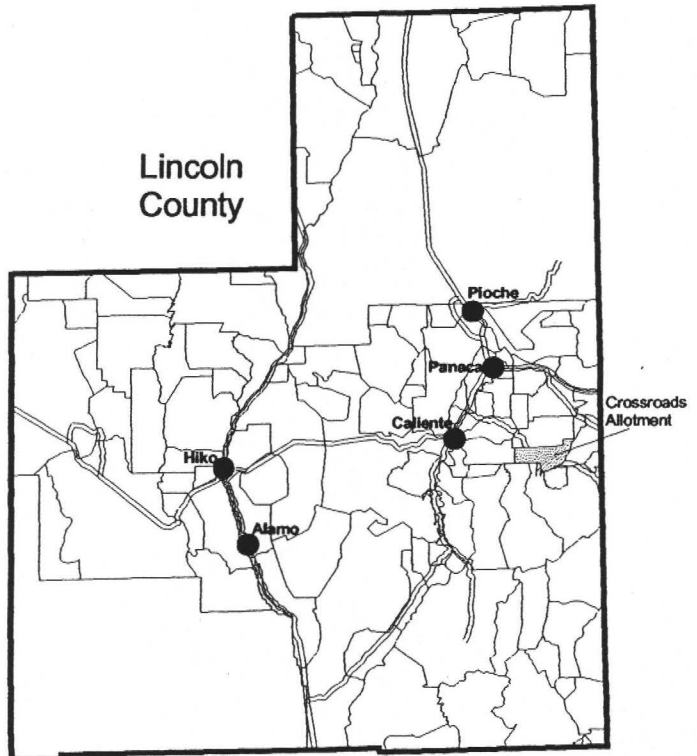 Lincoln
County
Pioche
Panaca
Crossroads
Allotment
Caliente
Hiko
Alamo